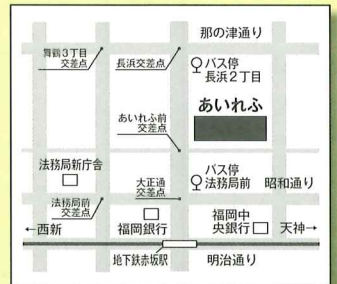 那の津通り
舞鶴3丁目
交差点
長浜交差点
バス停
長浜2丁目
あいれふ
あいれふ前
交差点
法務局新庁舎
大正通
交差点
バス停
法務局前
昭和通り
法務局前
交差点
←西新
福岡銀行
福岡中
央銀行
天神→
地下鉄赤坂駅
明治通り